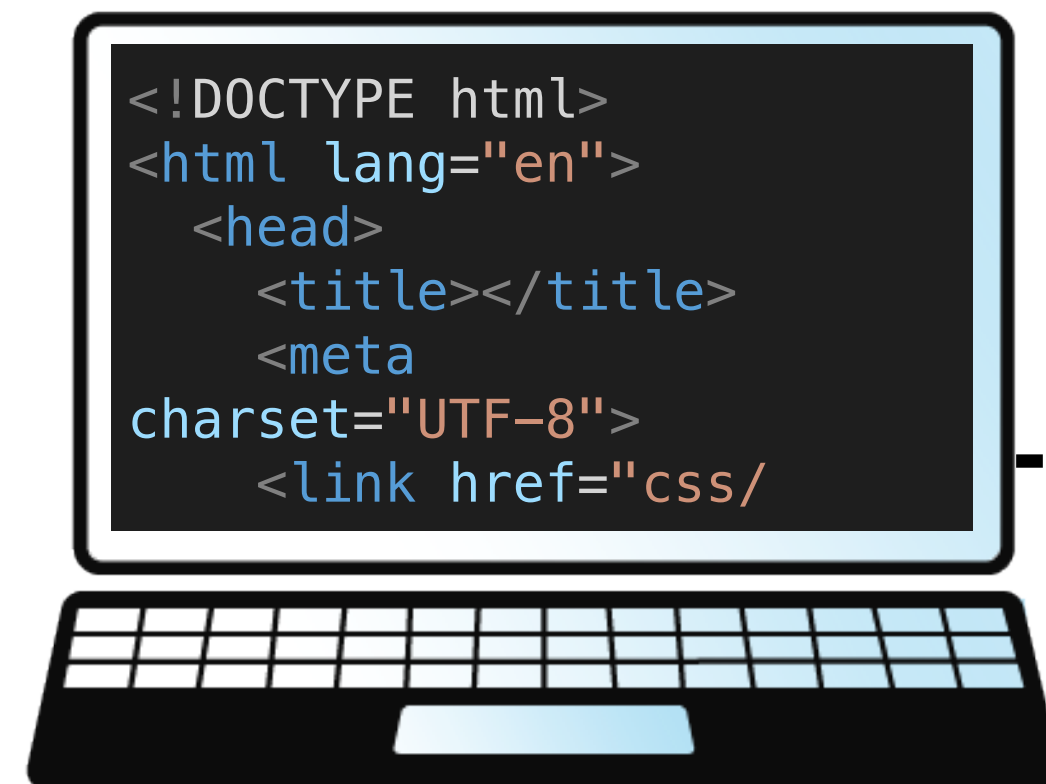 <!DOCTYPE html>
<html lang="en">
  <head>
    <title></title>
    <meta
charset="UTF-8">
    <link href="css/